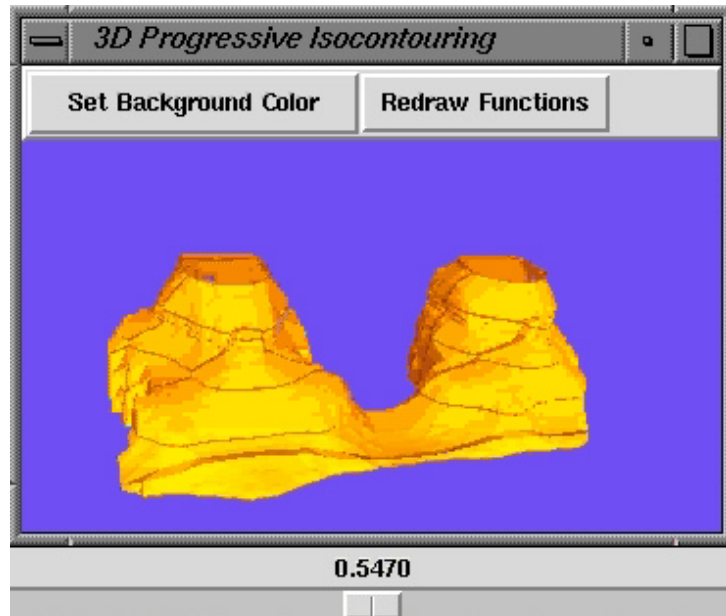 3D Progressive Isocontouring
Set Background Color Redraw Functions
0.5470